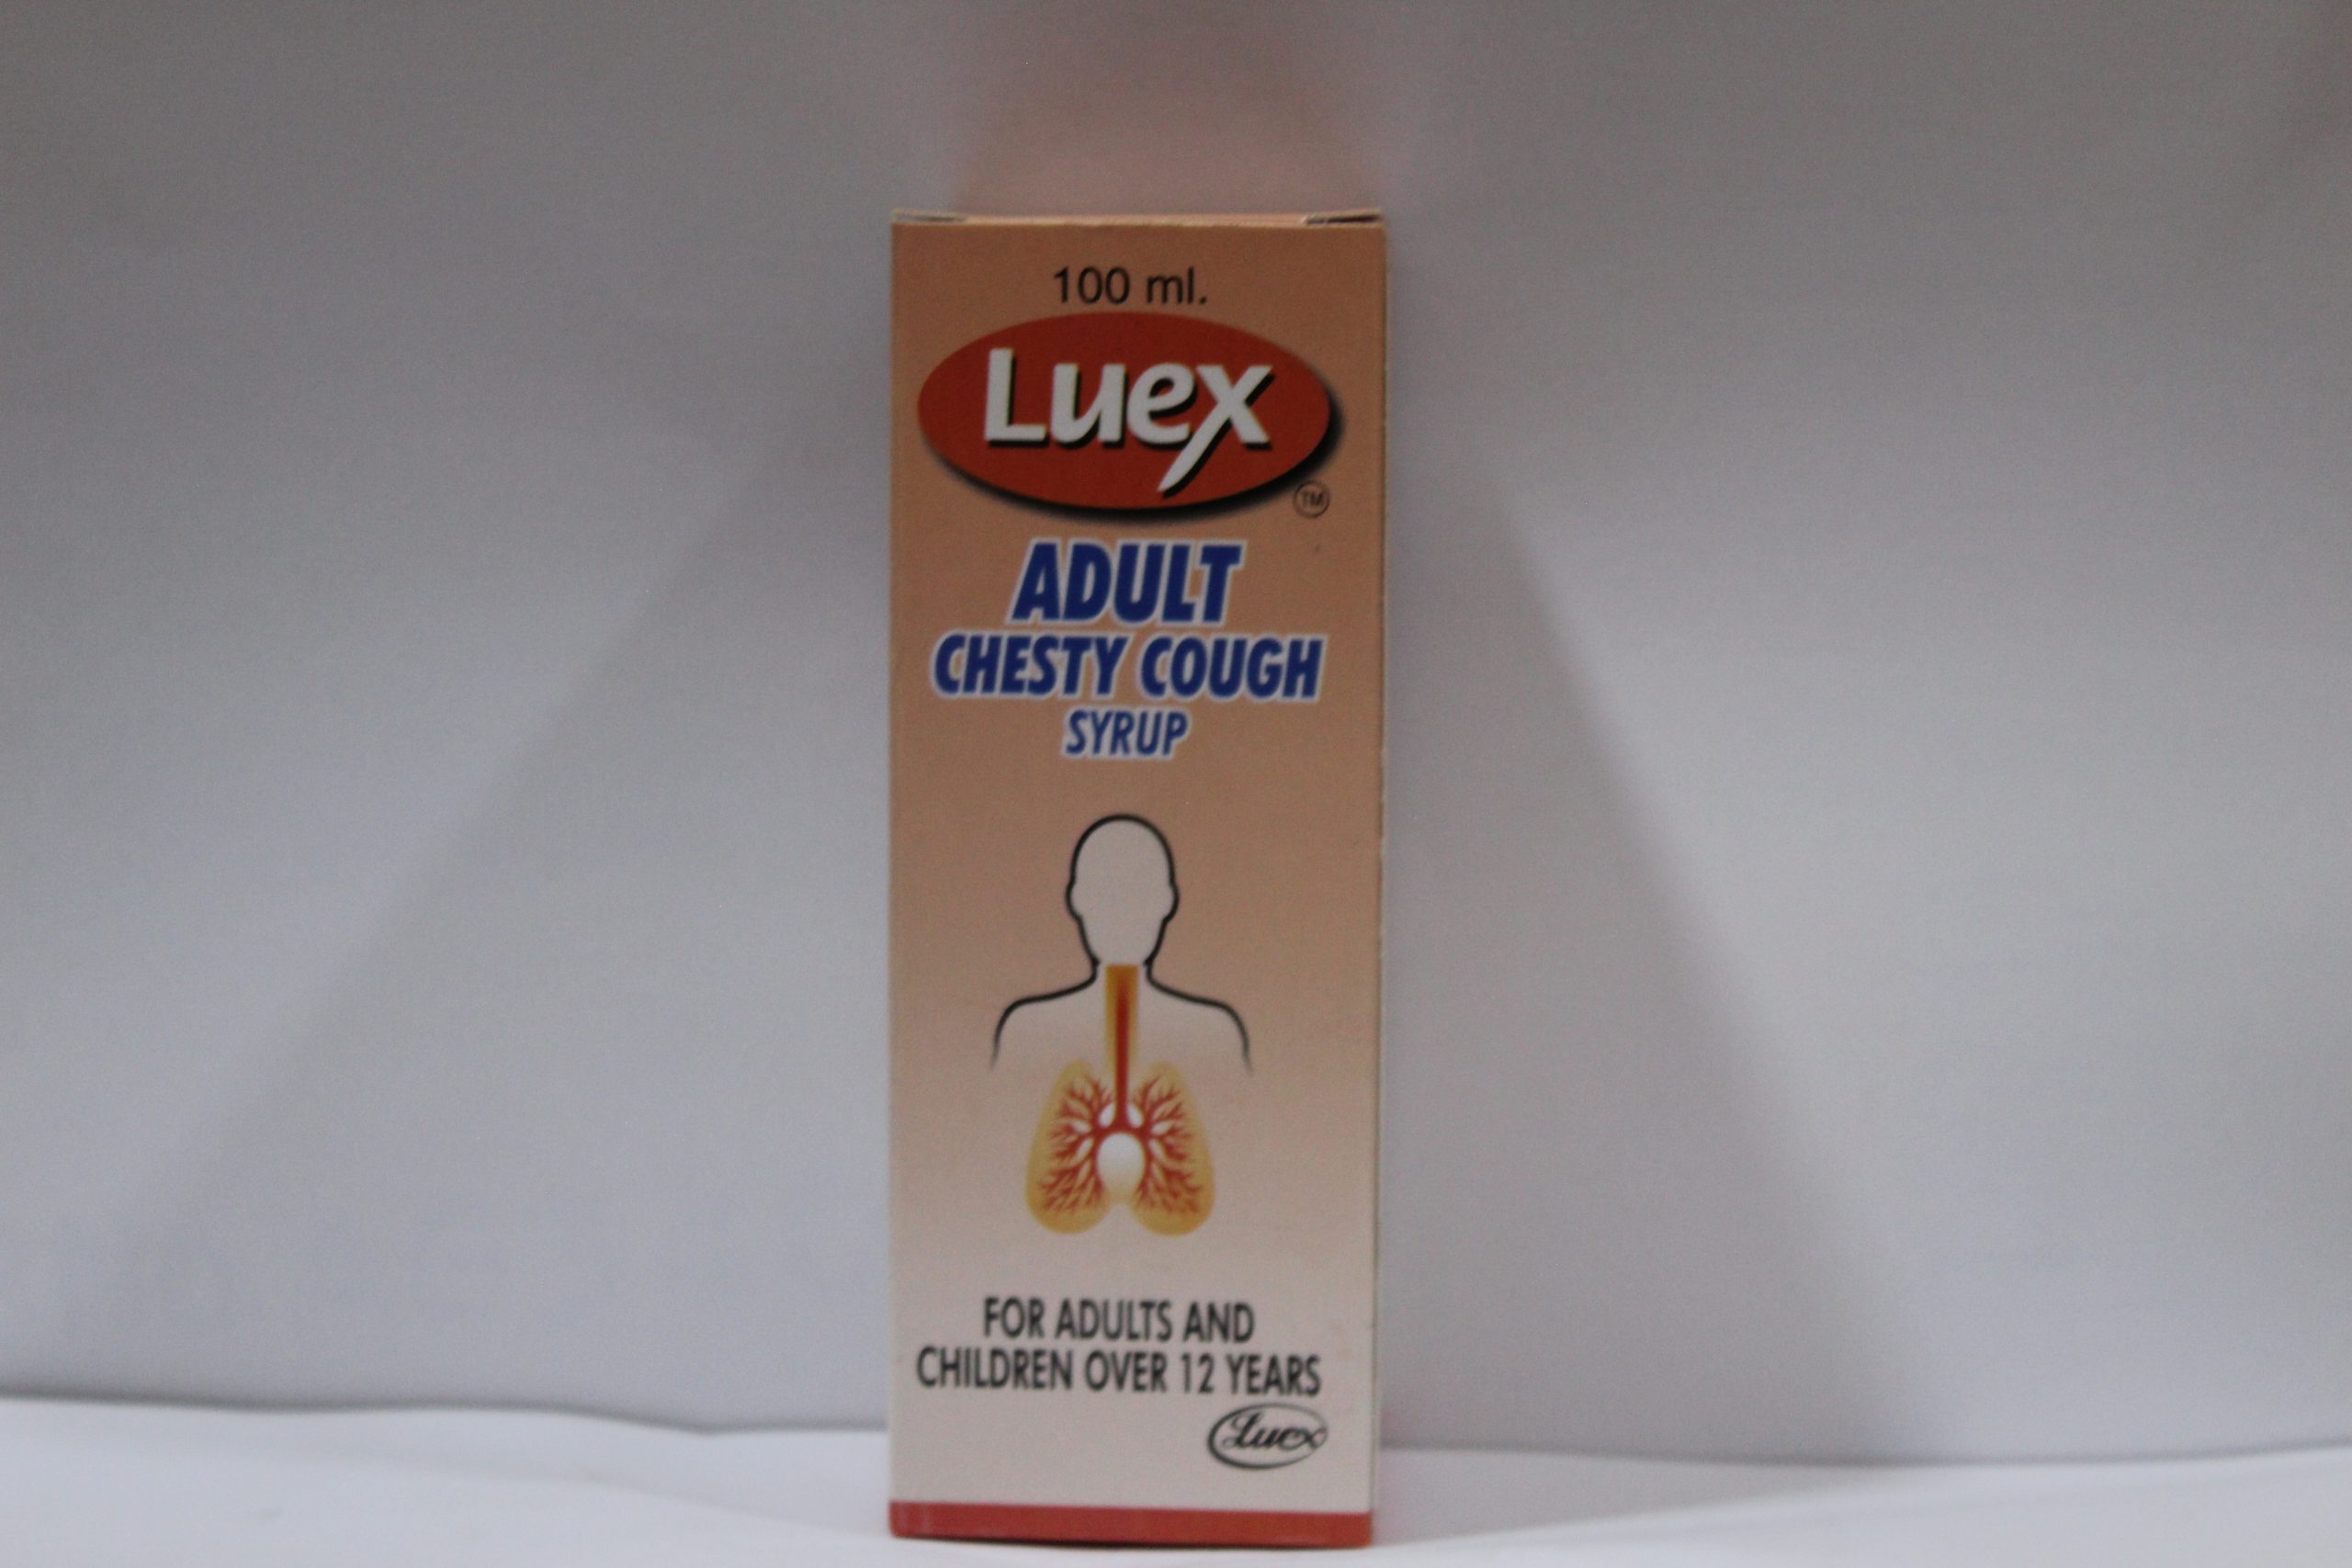 100 ml.
Luex
TM
ADULT
CHESTY COUGH
SYRUP
FOR ADULTS AND
CHILDREN OVER 12 YEARS
Luex